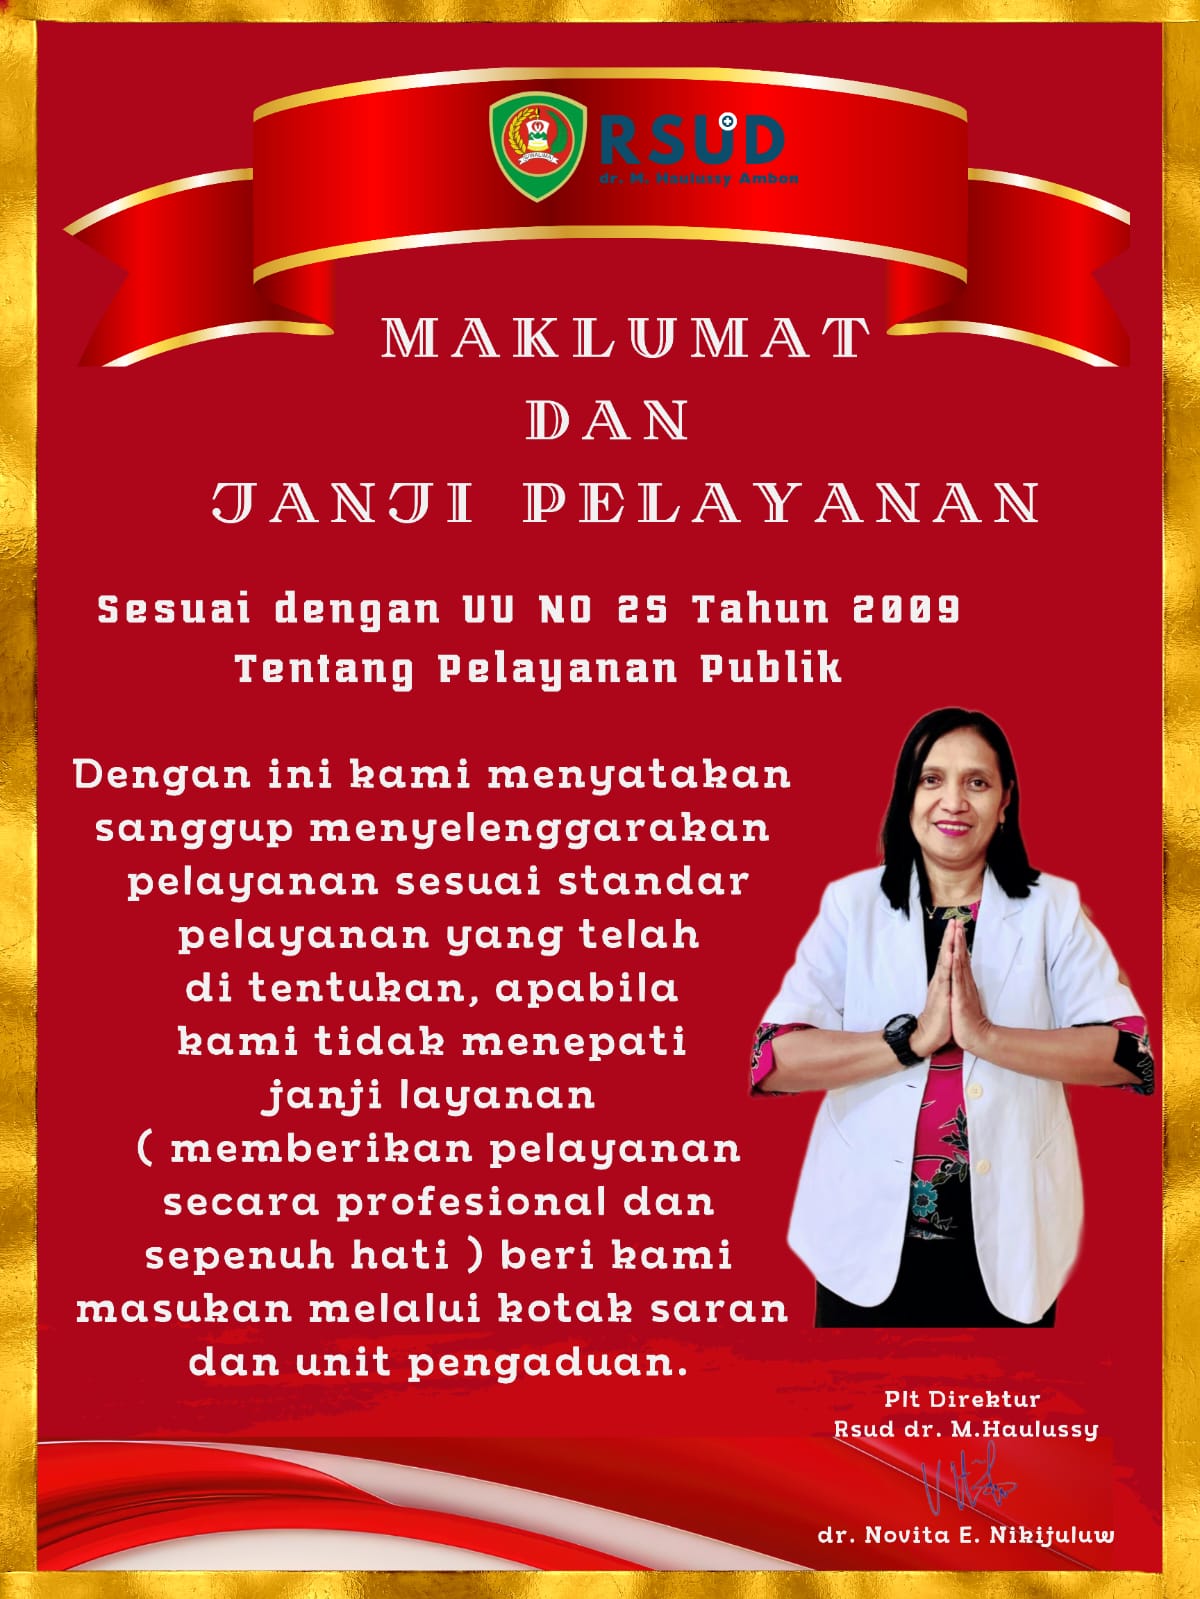 SIWALIMA
RSUD
dr. M. Haulussy Ambon
MAKLUMAT
DAN
JANJI PELAYANAN
Sesuai dengan UU NO 25 Tahun 2009
Tentang Pelayanan Publik
Dengan ini kami menyatakan
sanggup menyelenggarakan
pelayanan sesuai standar
pelayanan yang telah
di tentukan, apabila
kami tidak menepati
janji layanan
( memberikan pelayanan
secara profesional dan
sepenuh hati ) beri kami
masukan melalui kotak saran
dan unit pengaduan.
Plt Direktur
Rsud dr. M.Haulussy
dr. Novita E. Nikijuluw